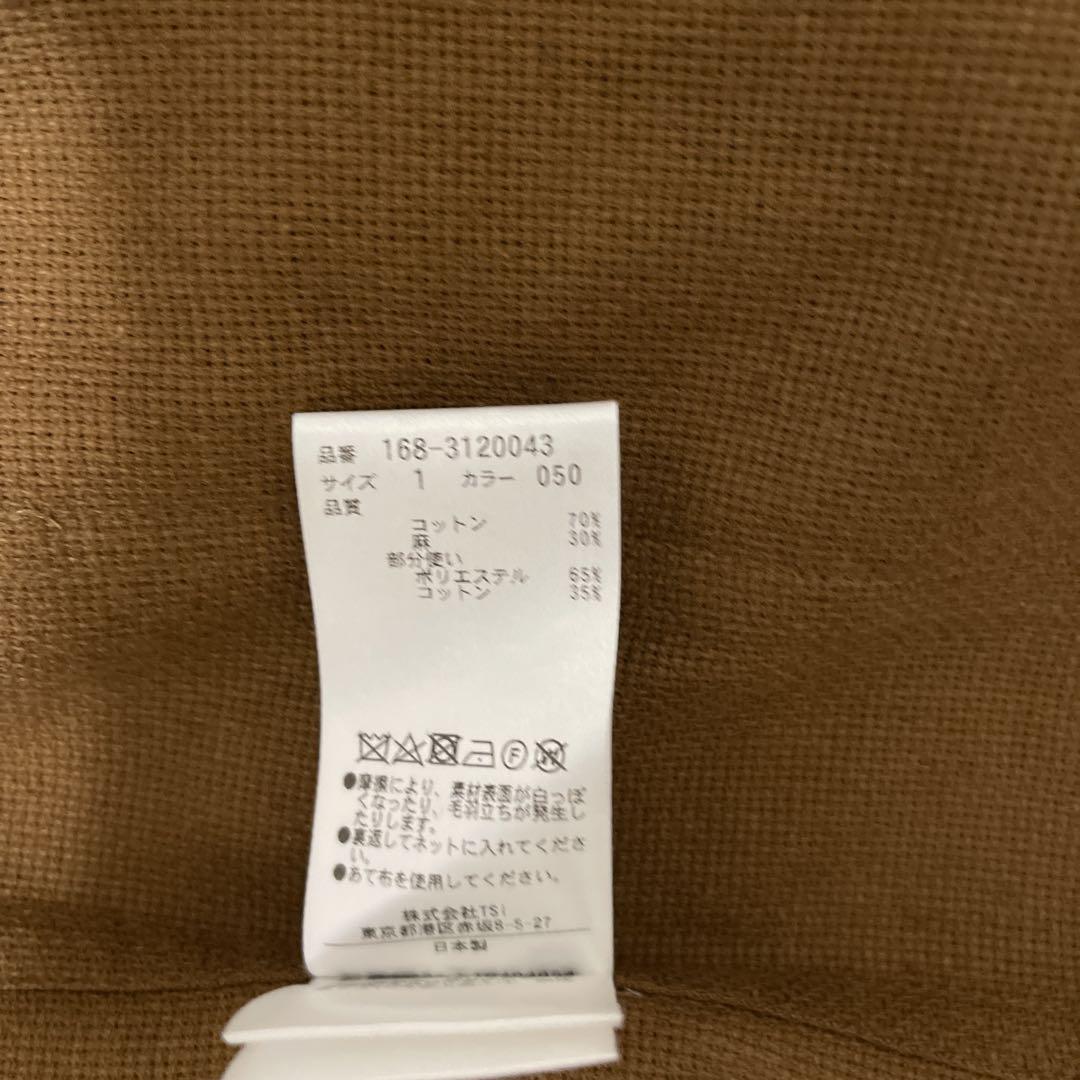 品番 168-3120043
サイズ 1 カラー 050
品質
コットン 70%
麻 30%
部分使い
ポリエステル 65%
コットン 35%
F
W
●摩擦により、素材表面が白っぽ
くなったり、毛羽立ちが発生し
たりします。
●裏返してネットに入れてくださ
い。
●あて布を使用してください。
株式会社TSI
東京都港区赤坂8-5-27
日本製